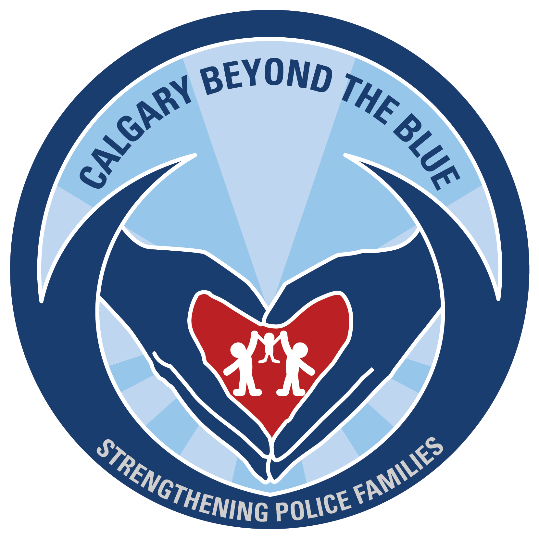 CALGARY BEYOND THE BLUE
STRENGTHENING POLICE FAMILIES